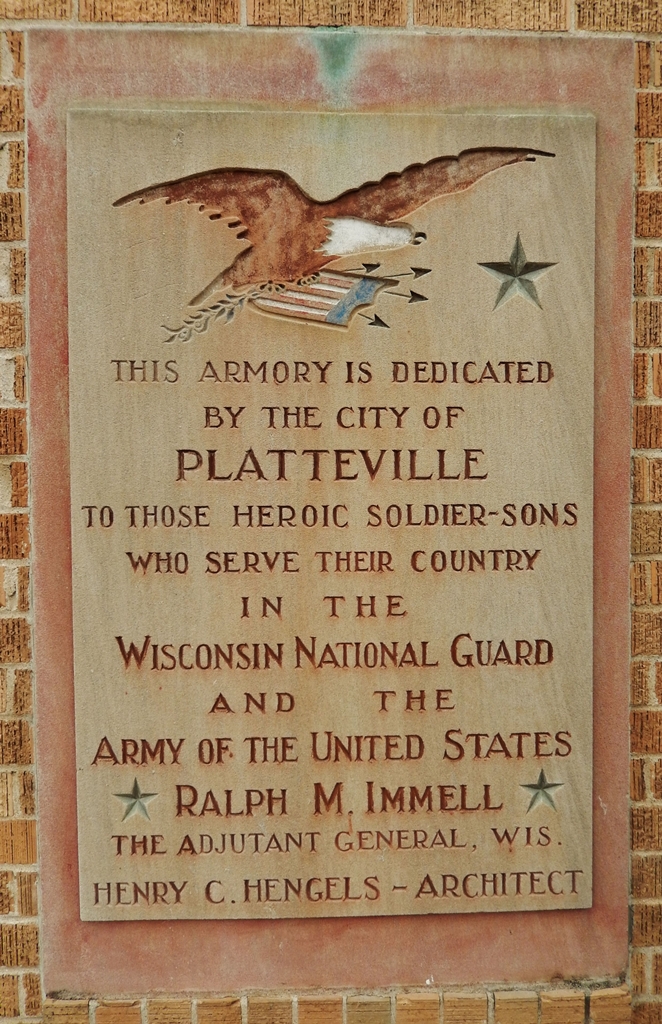 THIS ARMORY IS DEDICATED
BY THE CITY OF
PLATTEVILLE
TO THOSE HEROIC SOLDIER-SONS
WHO SERVE THEIR COUNTRY
IN THE
WISCONSIN NATIONAL GUARD
AND THE
ARMY OF THE UNITED STATES
RALPH M. IMMELL
THE ADJUTANT GENERAL, WIS.
HENRY C. HENGELS - ARCHITECT